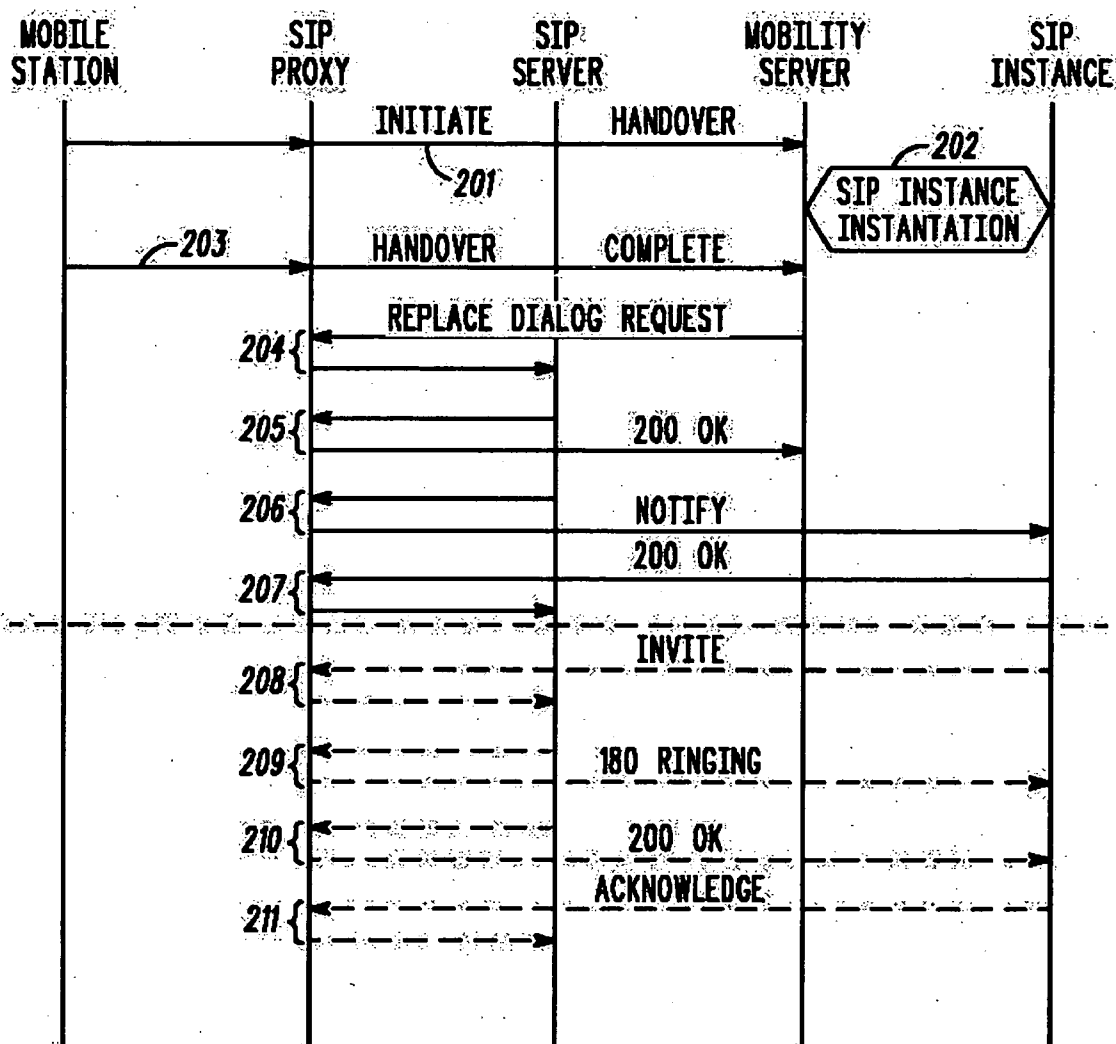 MOBILE STATION
SIP PROXY
SIP SERVER
MOBILITY SERVER
SIP INSTANCE
INITIATE HANDOVER
201
202
SIP INSTANCE
INSTANTATION
203
HANDOVER COMPLETE
REPLACE DIALOG REQUEST
204
205
200 OK
206
NOTIFY
200 OK
207
INVITE
208
209
180 RINGING
210
200 OK
ACKNOWLEDGE
211